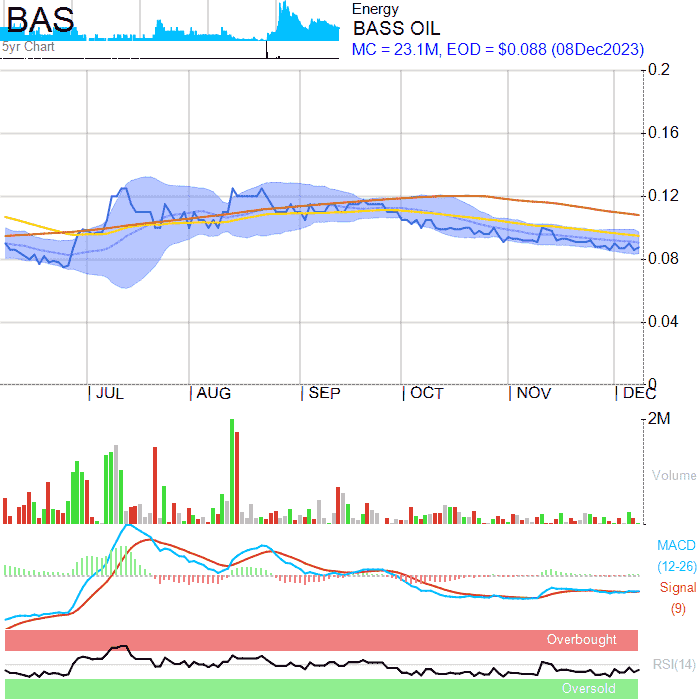 BAS
5yr Chart
Energy
BASS OIL
MC = 23.1M, EOD = $0.088 (08Dec2023)
0.2
0.16
0.12
0.08
0.04
0
JUL AUG SEP OCT NOV DEC
2M
Volume
MACD
(12-26)
Signal
(9)
Overbought
RSI(14)
Oversold